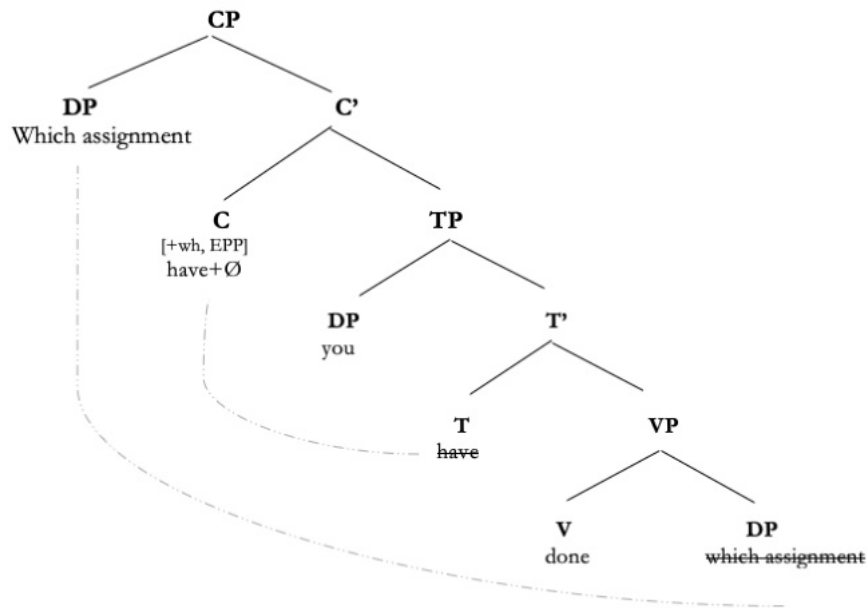 CP
DP
C’
Which assignment
C
TP
[+wh, EPP]
have+Ø
DP
T’
you
T
VP
have
V
DP
done
which assignment